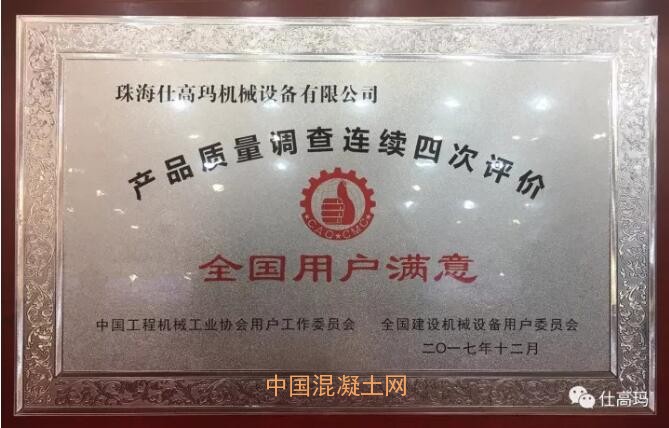 珠海仕高玛机械设备有限公司
产品质量调查连续四次评价
CAQ★CMC
全国用户满意
中国工程机械工业协会用户工作委员会 全国建设机械设备用户委员会
二〇一七年十二月
中国混凝土网
仕高玛